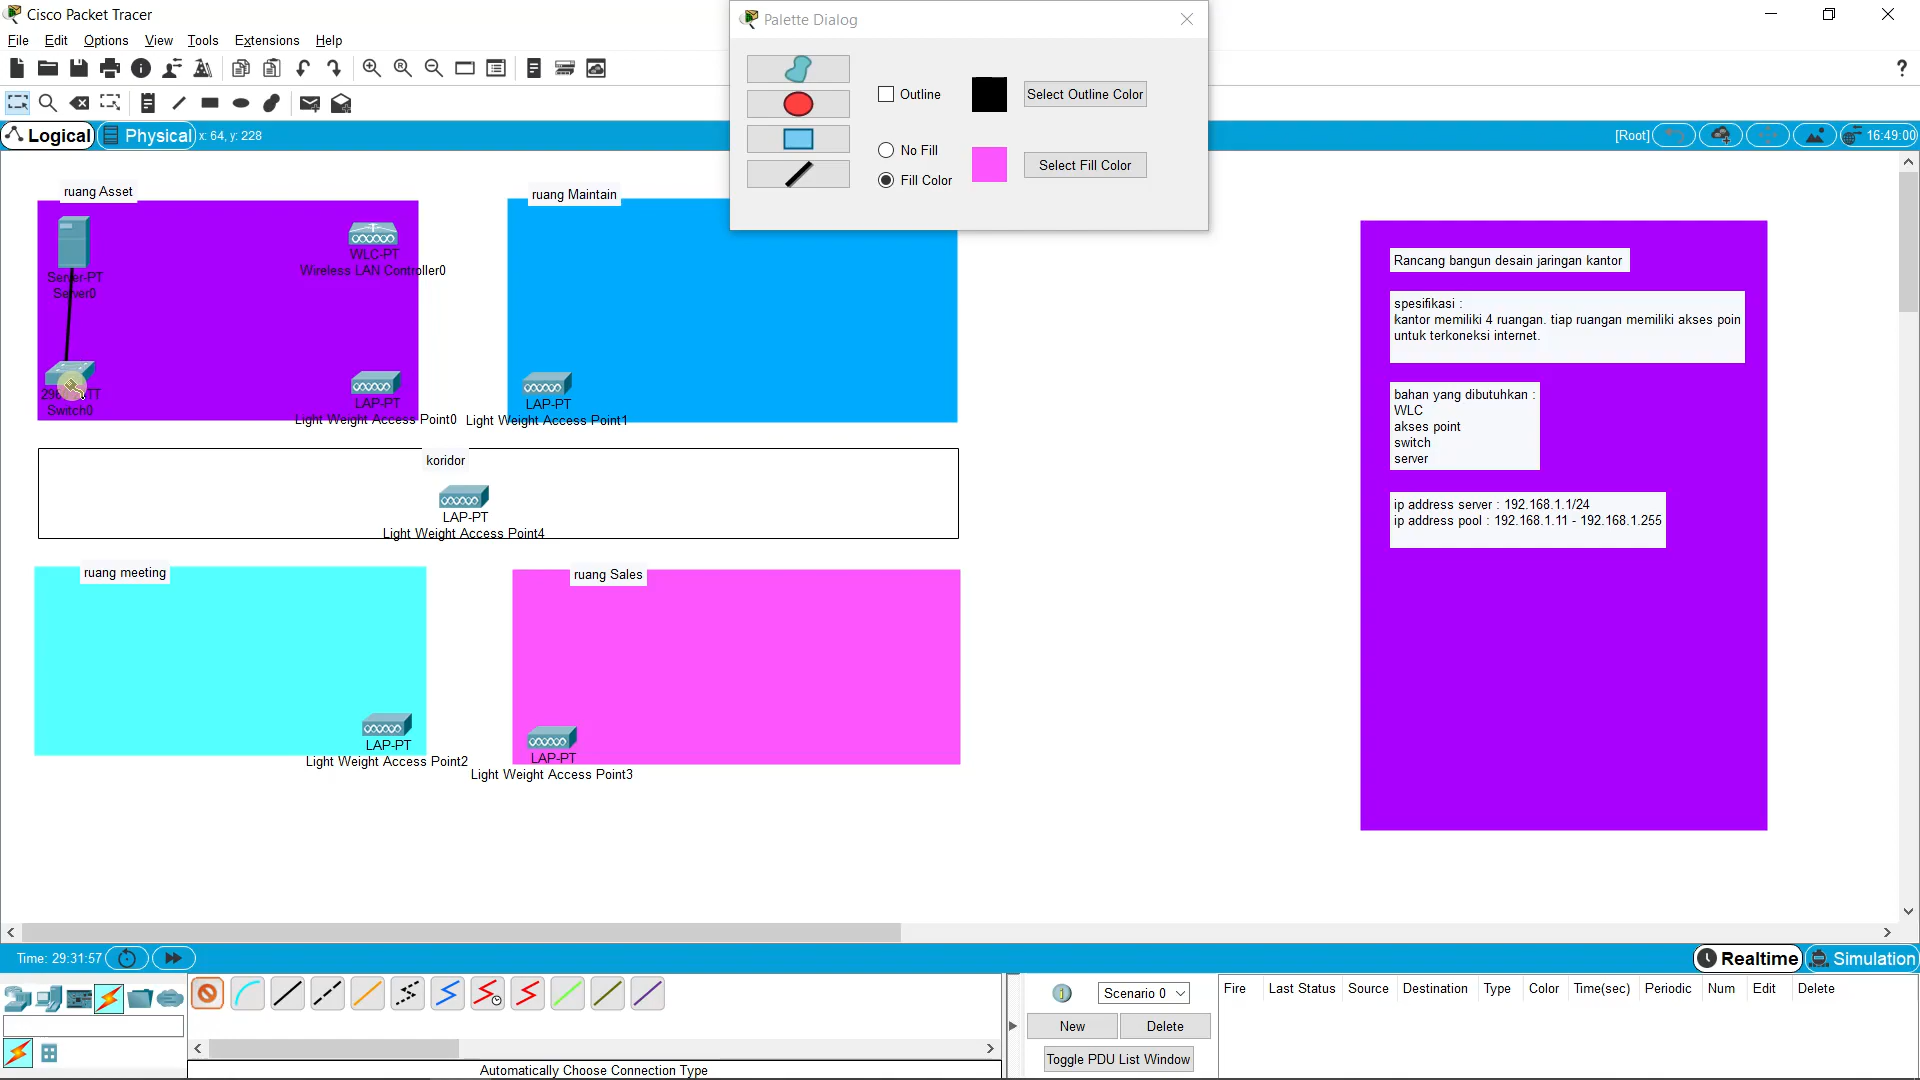 Cisco Packet Tracer
Palette Dialog
File Edit Options View Tools Extensions Help
Outline
Select Outline Color
No Fill
Fill Color
Select Fill Color
Logical Physical x: 64, y: 228
[Root] 16:49:00
ruang Asset
ruang Maintain
Server-PT
Server0
WLC-PT
Wireless LAN Controller0
Switch0
LAP-PT
Light Weight Access Point0
LAP-PT
Light Weight Access Point1
koridor
LAP-PT
Light Weight Access Point4
ruang meeting
ruang Sales
LAP-PT
Light Weight Access Point2
LAP-PT
Light Weight Access Point3
Rancang bangun desain jaringan kantor
spesifikasi :
kantor memiliki 4 ruangan. tiap ruangan memiliki akses poin
untuk terkoneksi internet.
bahan yang dibutuhkan :
WLC
akses point
switch
server
ip address server : 192.168.1.1/24
ip address pool : 192.168.1.11 - 192.168.1.255
Time: 29:31:57
Realtime Simulation
Scenario 0
New Delete
Toggle PDU List Window
Fire Last Status Source Destination Type Color Time(sec) Periodic Num Edit Delete
Automatically Choose Connection Type